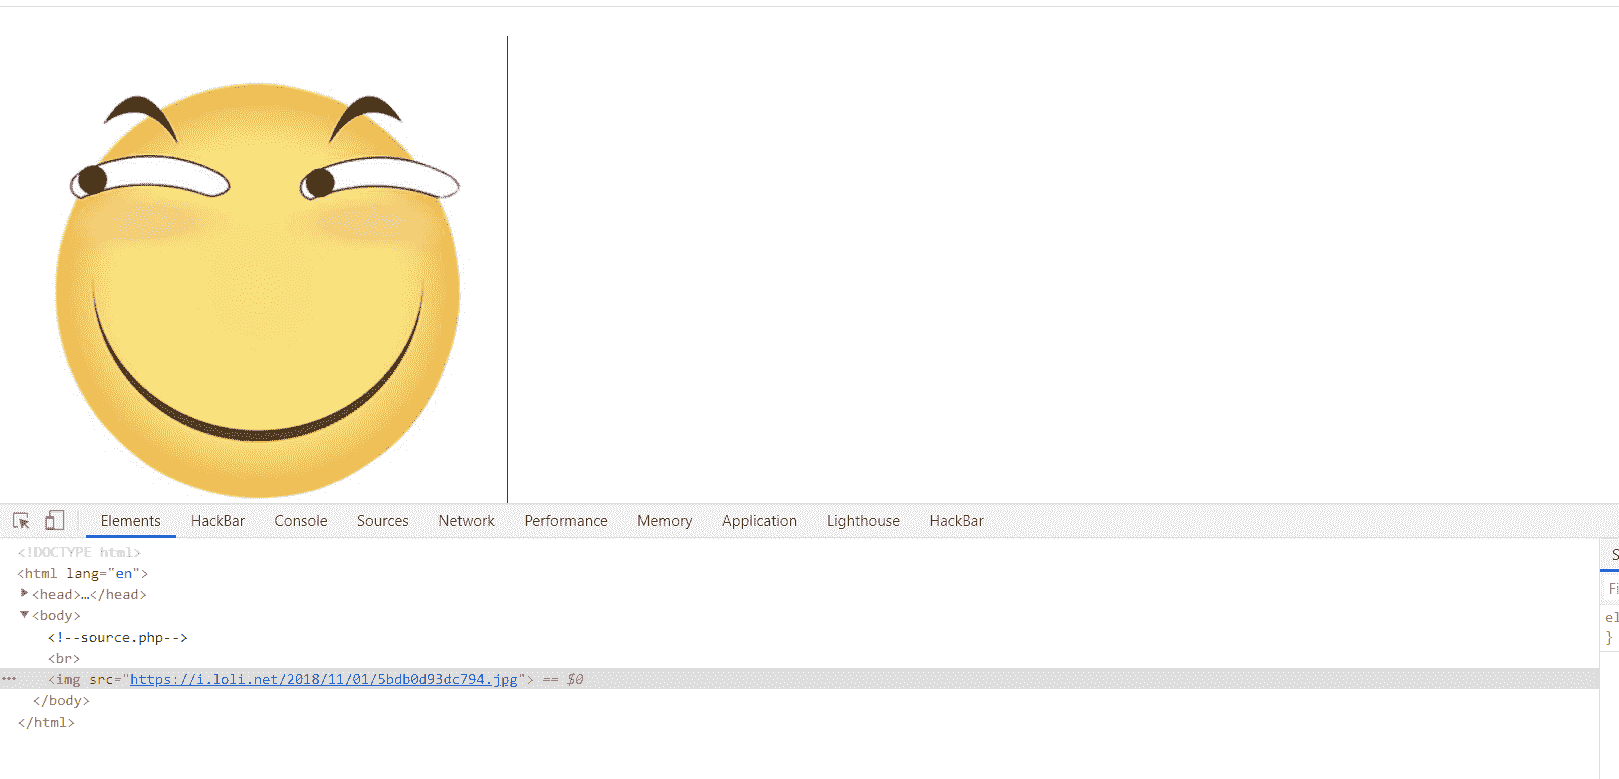 Elements HackBar Console Sources Network Performance Memory Application Lighthouse HackBar
<!DOCTYPE html>
<html lang="en">
<head>…</head>
<body>
<!--source.php-->
<br>
<img src="https://i.loli.net/2018/11/01/5bdb0d93dc794.jpg"> == $0
</body>
</html>
S
Fi
el
}